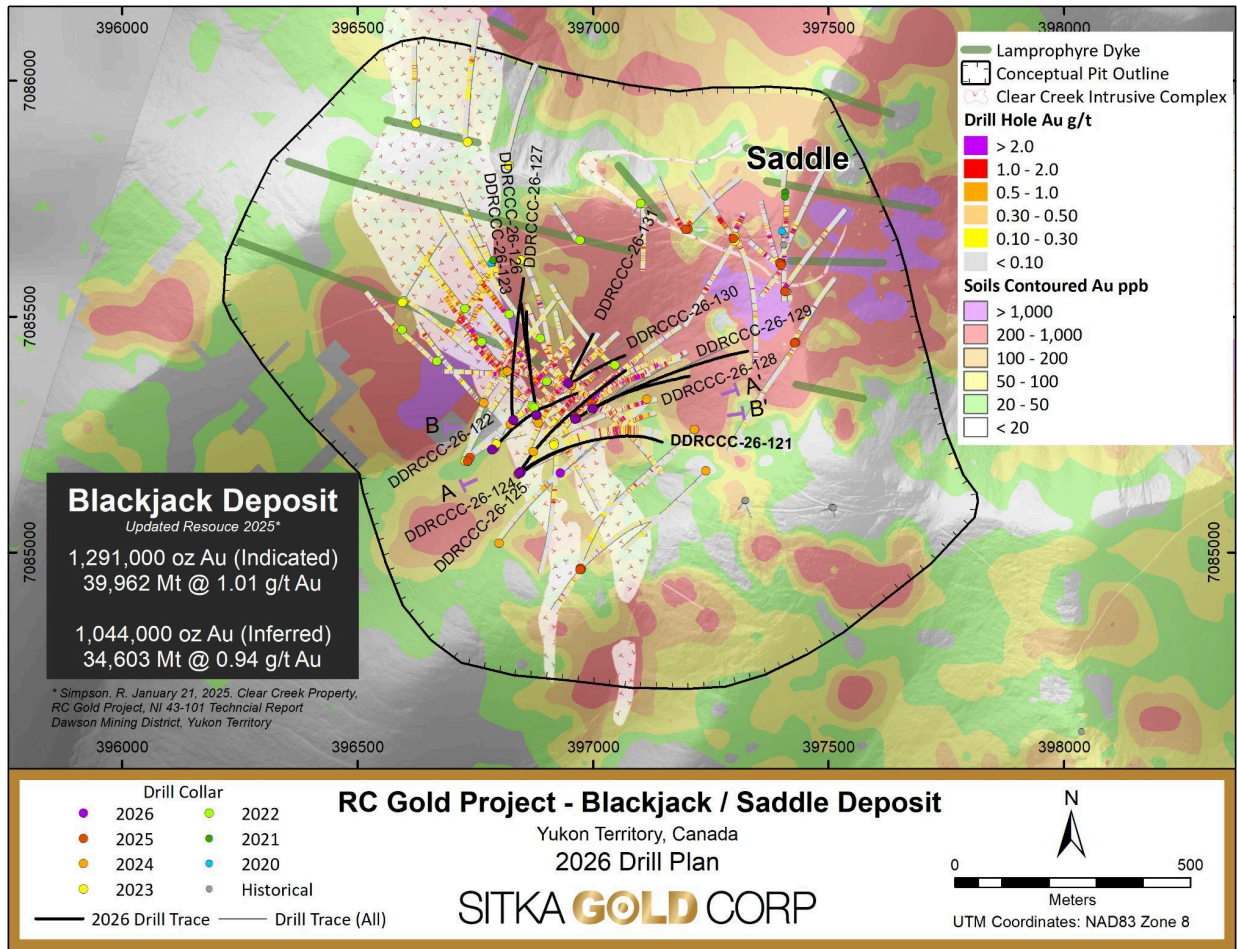 396000 396500 397000 397500 398000
7086000
7085500
7085000
7085000
Lamprophyre Dyke
Conceptual Pit Outline
Clear Creek Intrusive Complex
Drill Hole Au g/t
> 2.0
1.0 - 2.0
0.5 - 1.0
0.30 - 0.50
0.10 - 0.30
< 0.10
Soils Contoured Au ppb
> 1,000
200 - 1,000
100 - 200
50 - 100
20 - 50
< 20
Saddle
DDRCCC-26-123
DDRCCC-26-126
DDRCCC-26-127
DDRCCC-26-131
DDRCCC-26-130
DDRCCC-26-129
DDRCCC-26-128
A'
B'
B
DDRCCC-26-122
DDRCCC-26-121
A
DDRCCC-26-124
DDRCCC-26-125
Blackjack Deposit
Updated Resouce 2025*
1,291,000 oz Au (Indicated)
39,962 Mt @ 1.01 g/t Au
1,044,000 oz Au (Inferred)
34,603 Mt @ 0.94 g/t Au
* Simpson. R. January 21, 2025. Clear Creek Property,
RC Gold Project, NI 43-101 Techncial Report
Dawson Mining District, Yukon Territory
396000 396500 397000 397500 398000
Drill Collar
2026 2022
2025 2021
2024 2020
2023 Historical
2026 Drill Trace Drill Trace (All)
RC Gold Project - Blackjack / Saddle Deposit
Yukon Territory, Canada
2026 Drill Plan
SITKA GOLD CORP
N
0 500
Meters
UTM Coordinates: NAD83 Zone 8